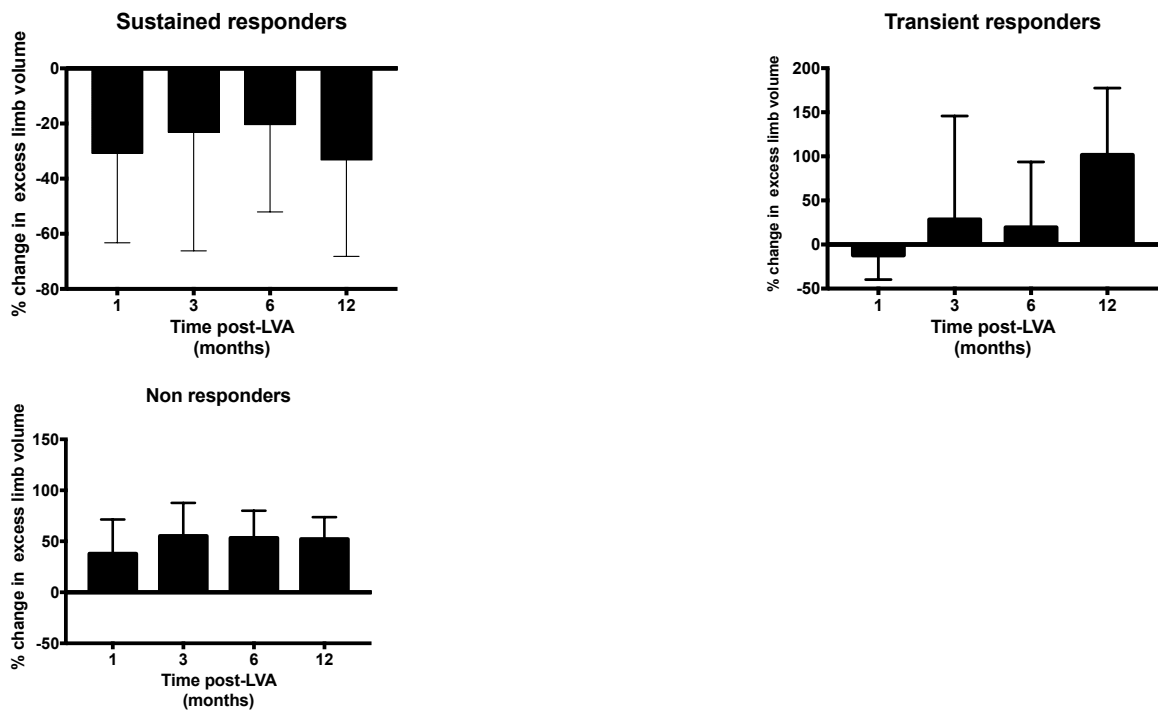 Sustained responders
% change in excess limb volume
0
-20
-40
-60
-80
1 3 6 12
Time post-LVA
(months)
Transient responders
% change in excess limb volume
200
150
100
50
0
-50
1 3 6 12
Time post-LVA
(months)
Non responders
% change in excess limb volume
150
100
50
0
-50
1 3 6 12
Time post-LVA
(months)